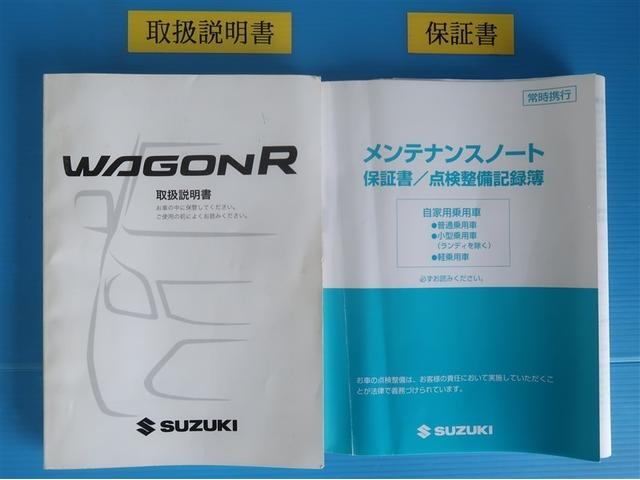 取扱説明書
保証書
WAGONR
取扱説明書
お車の中に保管してください。
ご使用の前によくお読みください。
SUZUKI
常時携行
メンテナンスノート
保証書／点検整備記録簿
自家用乗用車
●普通乗用車
●小型乗用車
（ランディを除く）
●軽乗用車
必ずお読みください。
お車の点検整備は、お客様の責任において実施していただくこ
とが法律で義務づけられています。
SUZUKI